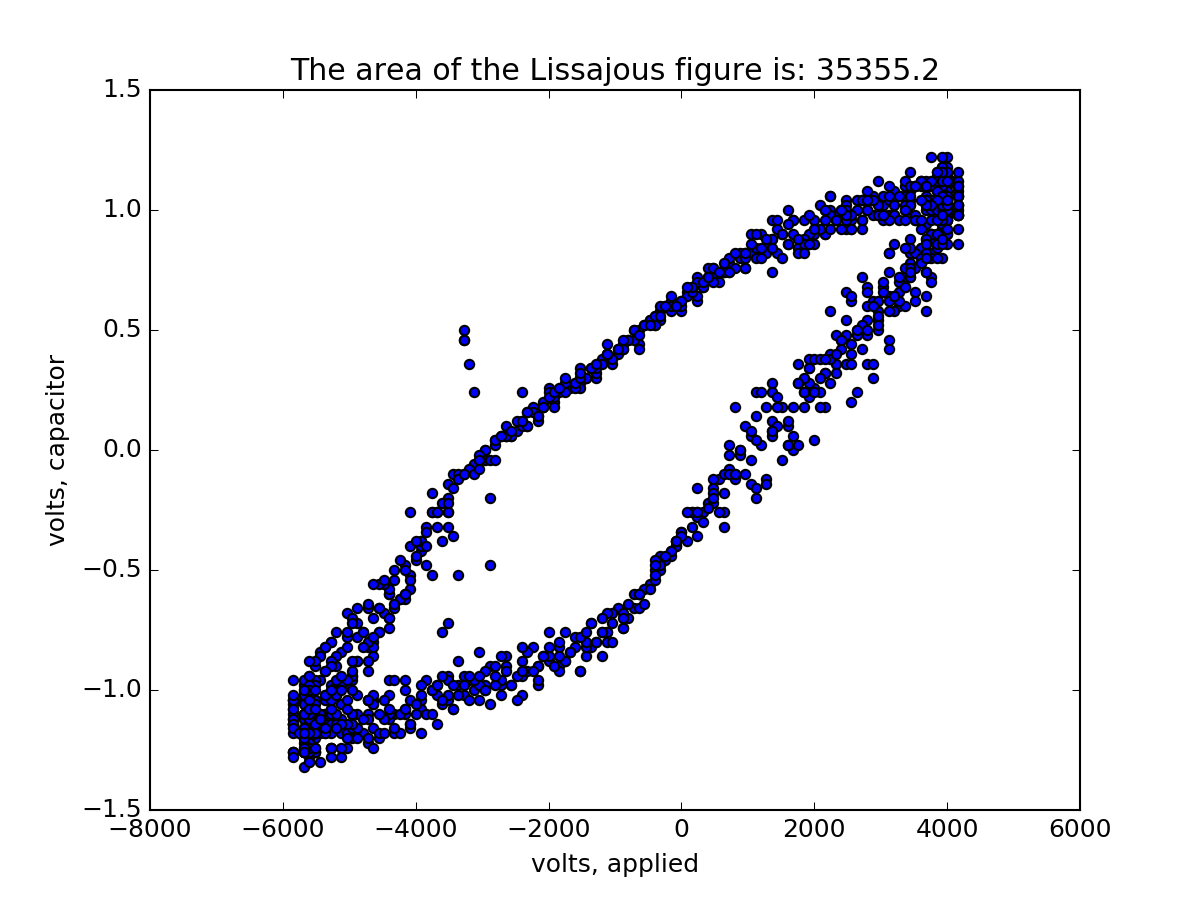 The area of the Lissajous figure is: 35355.2
1.5
1.0
0.5
0.0
−0.5
−1.0
−1.5
volts, capacitor
−8000 −6000 −4000 −2000 0 2000 4000 6000
volts, applied